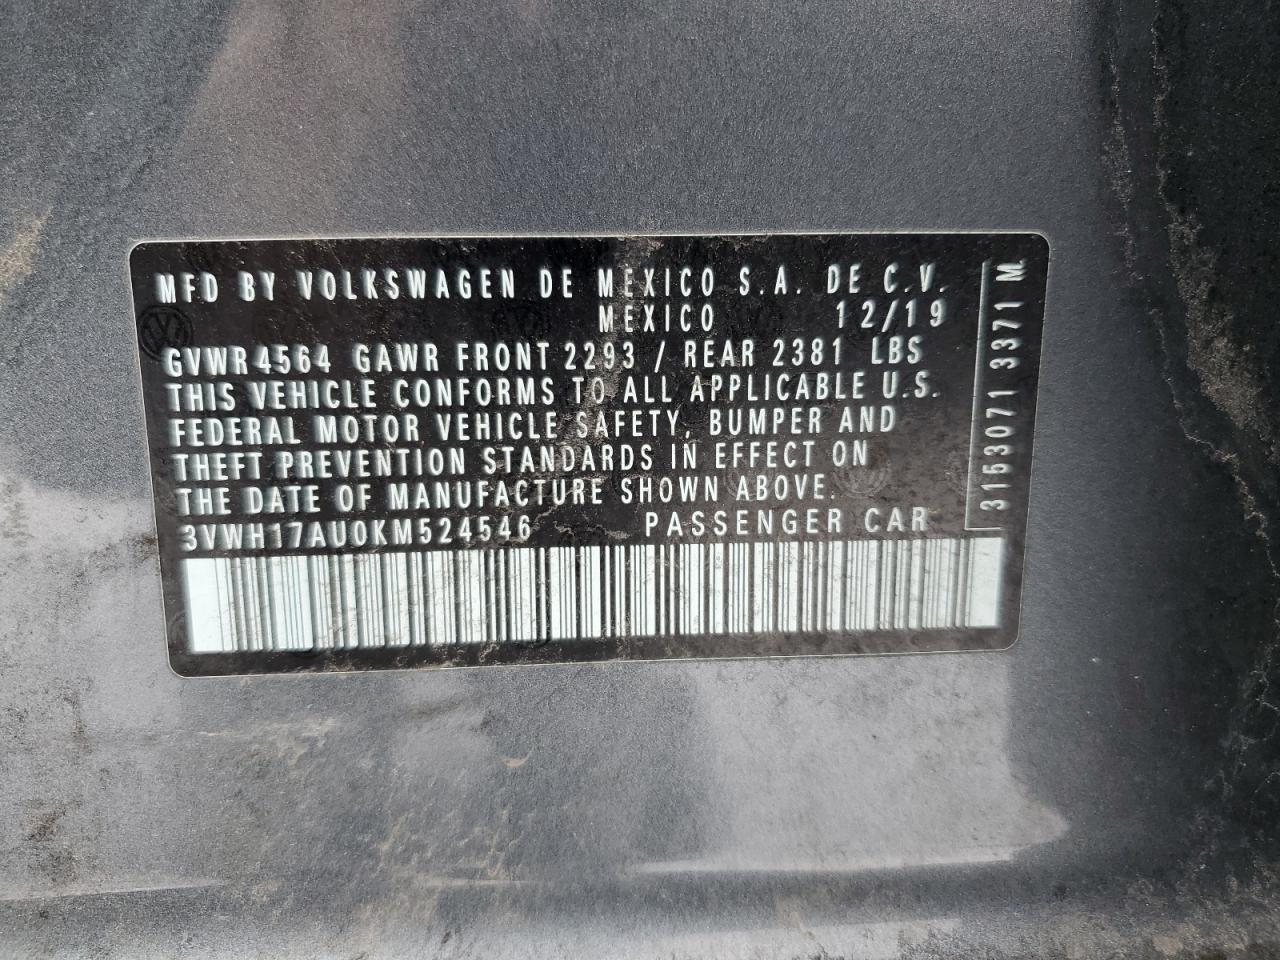 MFD BY VOLKSWAGEN DE MEXICO S.A. DE C.V.
MEXICO 12/19
GVWR 4564 GAWR FRONT 2293 / REAR 2381 LBS
THIS VEHICLE CONFORMS TO ALL APPLICABLE U.S.
FEDERAL MOTOR VEHICLE SAFETY, BUMPER AND
THEFT PREVENTION STANDARDS IN EFFECT ON
THE DATE OF MANUFACTURE SHOWN ABOVE.
3VWH17AU0KM524546 PASSENGER CAR
3153071 3371 M